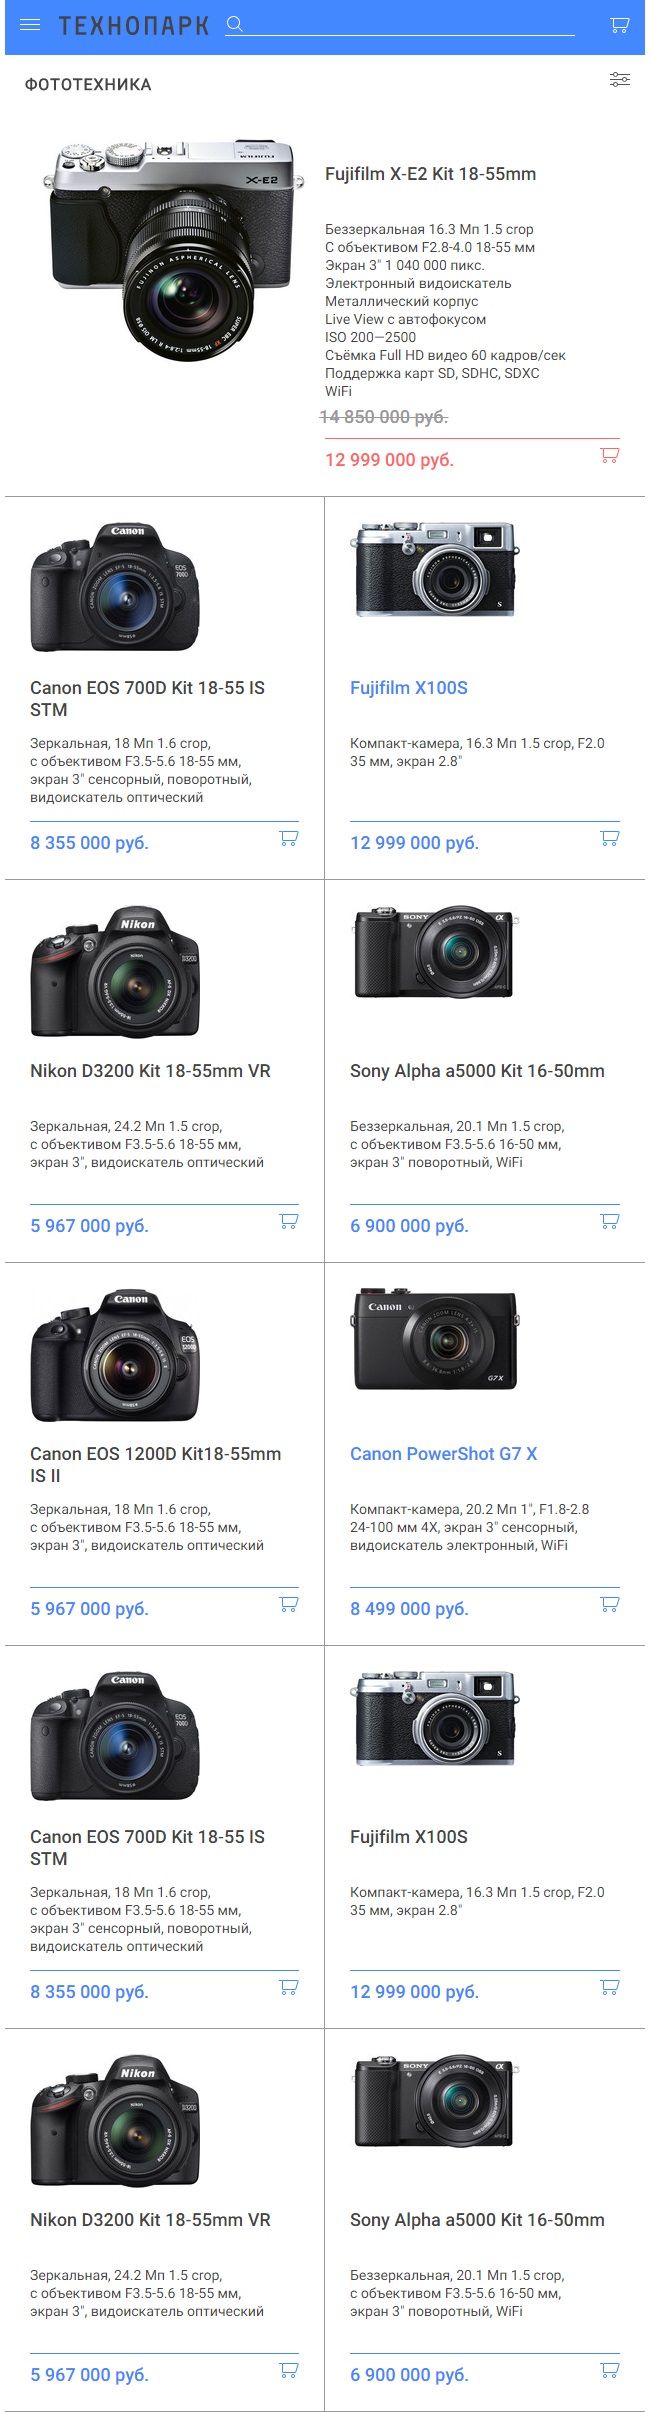 ТЕХНОПАРК
ФОТОТЕХНИКА
X-E2
Fujifilm X-E2 Kit 18-55mm
Беззеркальная 16.3 Мп 1.5 crop
С объективом F2.8-4.0 18-55 мм
Экран 3" 1 040 000 пикс.
Электронный видоискатель
Металлический корпус
Live View с автофокусом
ISO 200—2500
Съёмка Full HD видео 60 кадров/сек
Поддержка карт SD, SDHC, SDXC
WiFi
14 850 000 руб.
12 999 000 руб.
Canon
EOS
700D
Canon EOS 700D Kit 18-55 IS
STM
Зеркальная, 18 Мп 1.6 crop,
с объективом F3.5-5.6 18-55 мм,
экран 3" сенсорный, поворотный,
видоискатель оптический
8 355 000 руб.
S
Fujifilm X100S
Компакт-камера, 16.3 Мп 1.5 crop, F2.0
35 мм, экран 2.8"
12 999 000 руб.
Nikon
D3200
Nikon D3200 Kit 18-55mm VR
Зеркальная, 24.2 Мп 1.5 crop,
с объективом F3.5-5.6 18-55 мм,
экран 3", видоискатель оптический
5 967 000 руб.
SONY
α
Sony Alpha a5000 Kit 16-50mm
Беззеркальная, 20.1 Мп 1.5 crop,
с объективом F3.5-5.6 16-50 мм,
экран 3" поворотный, WiFi
6 900 000 руб.
Canon
EOS
1200D
Canon EOS 1200D Kit18-55mm
IS II
Зеркальная, 18 Мп 1.6 crop,
с объективом F3.5-5.6 18-55 мм,
экран 3", видоискатель оптический
5 967 000 руб.
Canon
G7 X
Canon PowerShot G7 X
Компакт-камера, 20.2 Мп 1", F1.8-2.8
24-100 мм 4X, экран 3" сенсорный,
видоискатель электронный, WiFi
8 499 000 руб.
Canon
EOS
700D
Canon EOS 700D Kit 18-55 IS
STM
Зеркальная, 18 Мп 1.6 crop,
с объективом F3.5-5.6 18-55 мм,
экран 3" сенсорный, поворотный,
видоискатель оптический
8 355 000 руб.
S
Fujifilm X100S
Компакт-камера, 16.3 Мп 1.5 crop, F2.0
35 мм, экран 2.8"
12 999 000 руб.
Nikon
D3200
Nikon D3200 Kit 18-55mm VR
Зеркальная, 24.2 Мп 1.5 crop,
с объективом F3.5-5.6 18-55 мм,
экран 3", видоискатель оптический
5 967 000 руб.
SONY
α
Sony Alpha a5000 Kit 16-50mm
Беззеркальная, 20.1 Мп 1.5 crop,
с объективом F3.5-5.6 16-50 мм,
экран 3" поворотный, WiFi
6 900 000 руб.